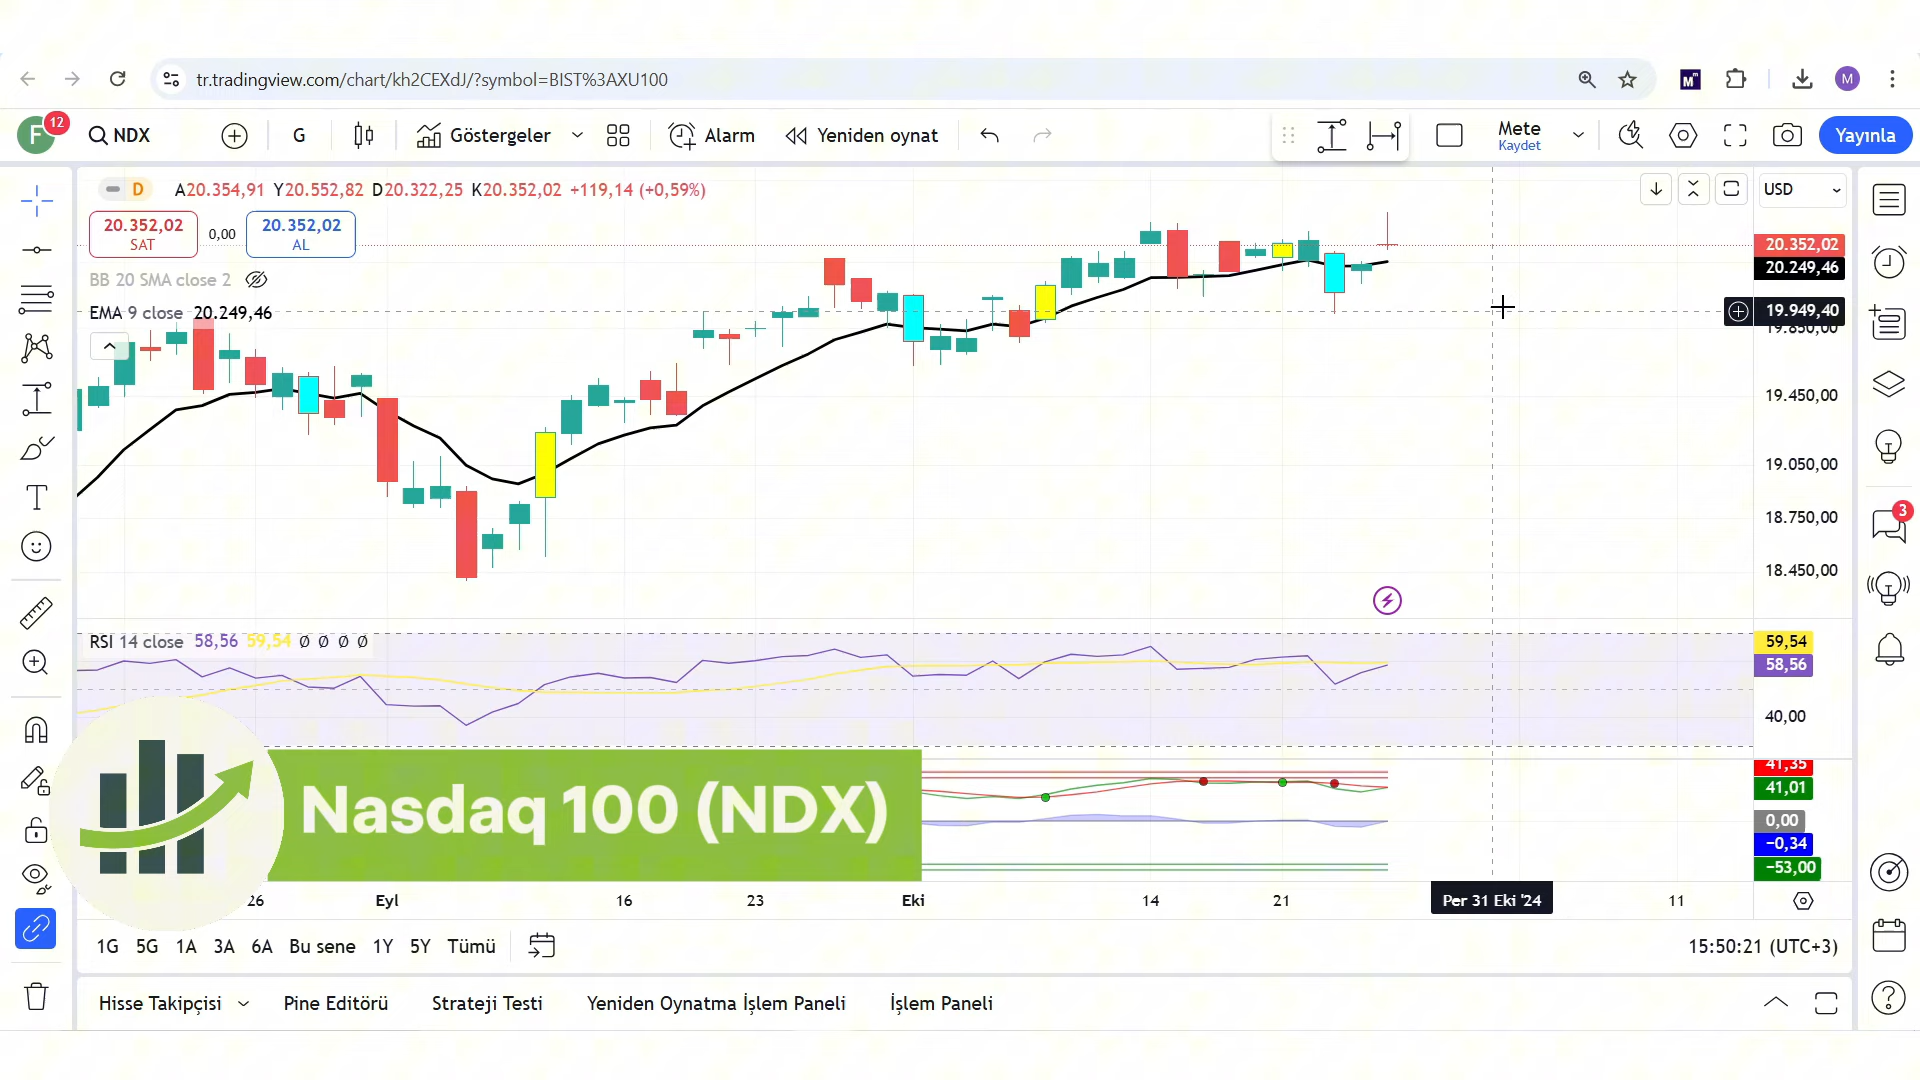 tr.tradingview.com/chart/kh2CEXdJ/?symbol=BIST%3AXU100
M
F 12
NDX G Göstergeler Alarm Yeniden oynat Mete Yayınla
Kaydet
D A20.354,91 Y20.552,82 D20.322,25 K20.352,02 +119,14 (+0,59%)
USD
20.352,02 0,00 20.352,02
SAT AL
20.352,02
20.249,46
BB 20 SMA close 2
EMA 9 close 20.249,46
19.949,40
19.850,00
19.450,00
19.050,00
18.750,00
18.450,00
3
RSI 14 close 58,56 59,54 Ø Ø Ø Ø
59,54
58,56
40,00
Nasdaq 100 (NDX)
41,35
41,01
0,00
−0,34
−53,00
26 Eyl 16 23 Eki 14 21 Per 31 Eki '24 11
1G 5G 1A 3A 6A Bu sene 1Y 5Y Tümü 15:50:21 (UTC+3)
Hisse Takipçisi Pine Editörü Strateji Testi Yeniden Oynatma İşlem Paneli İşlem Paneli